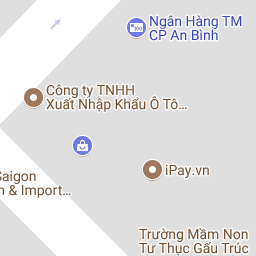 Ngân Hàng TM
CP An Bình
Công ty TNHH
Xuất Nhập Khẩu Ô Tô...
iPay.vn
Saigon
n & Import...
Trường Mầm Non
Tư Thục Gấu Trúc